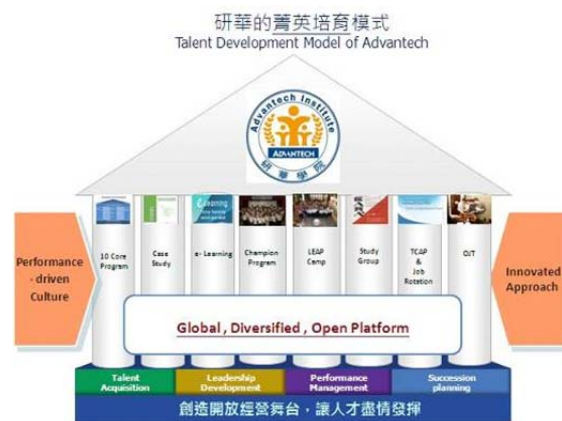 研華的菁英培育模式
Talent Development Model of Advantech
Advantech Institute
ADVANTECH
研華學院
Performance
- driven
Culture
10 Core
Program
Case
Study
e- Learning
Champion
Program
LEAP
Camp
Study
Group
TCAP
&
Job
Rotation
OJT
Innovated
Approach
Global , Diversified , Open Platform
Talent
Acquisition
Leadership
Development
Performance
Management
Succession
planning
創造開放經營舞台，讓人才盡情發揮